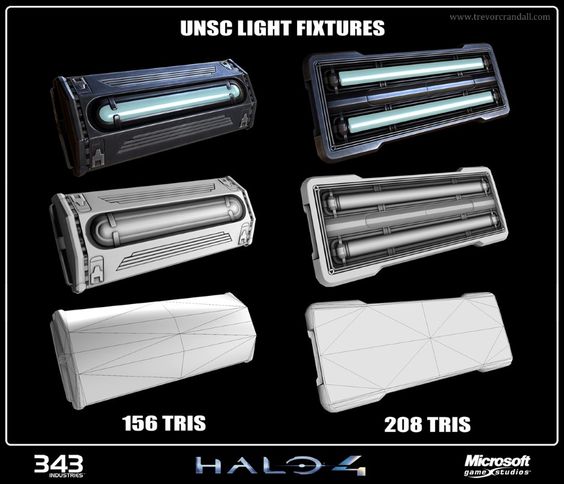 www.trevorcrandall.com
UNSC LIGHT FIXTURES
156 TRIS
208 TRIS
343
INDUSTRIES
HALO 4
Microsoft
game studios